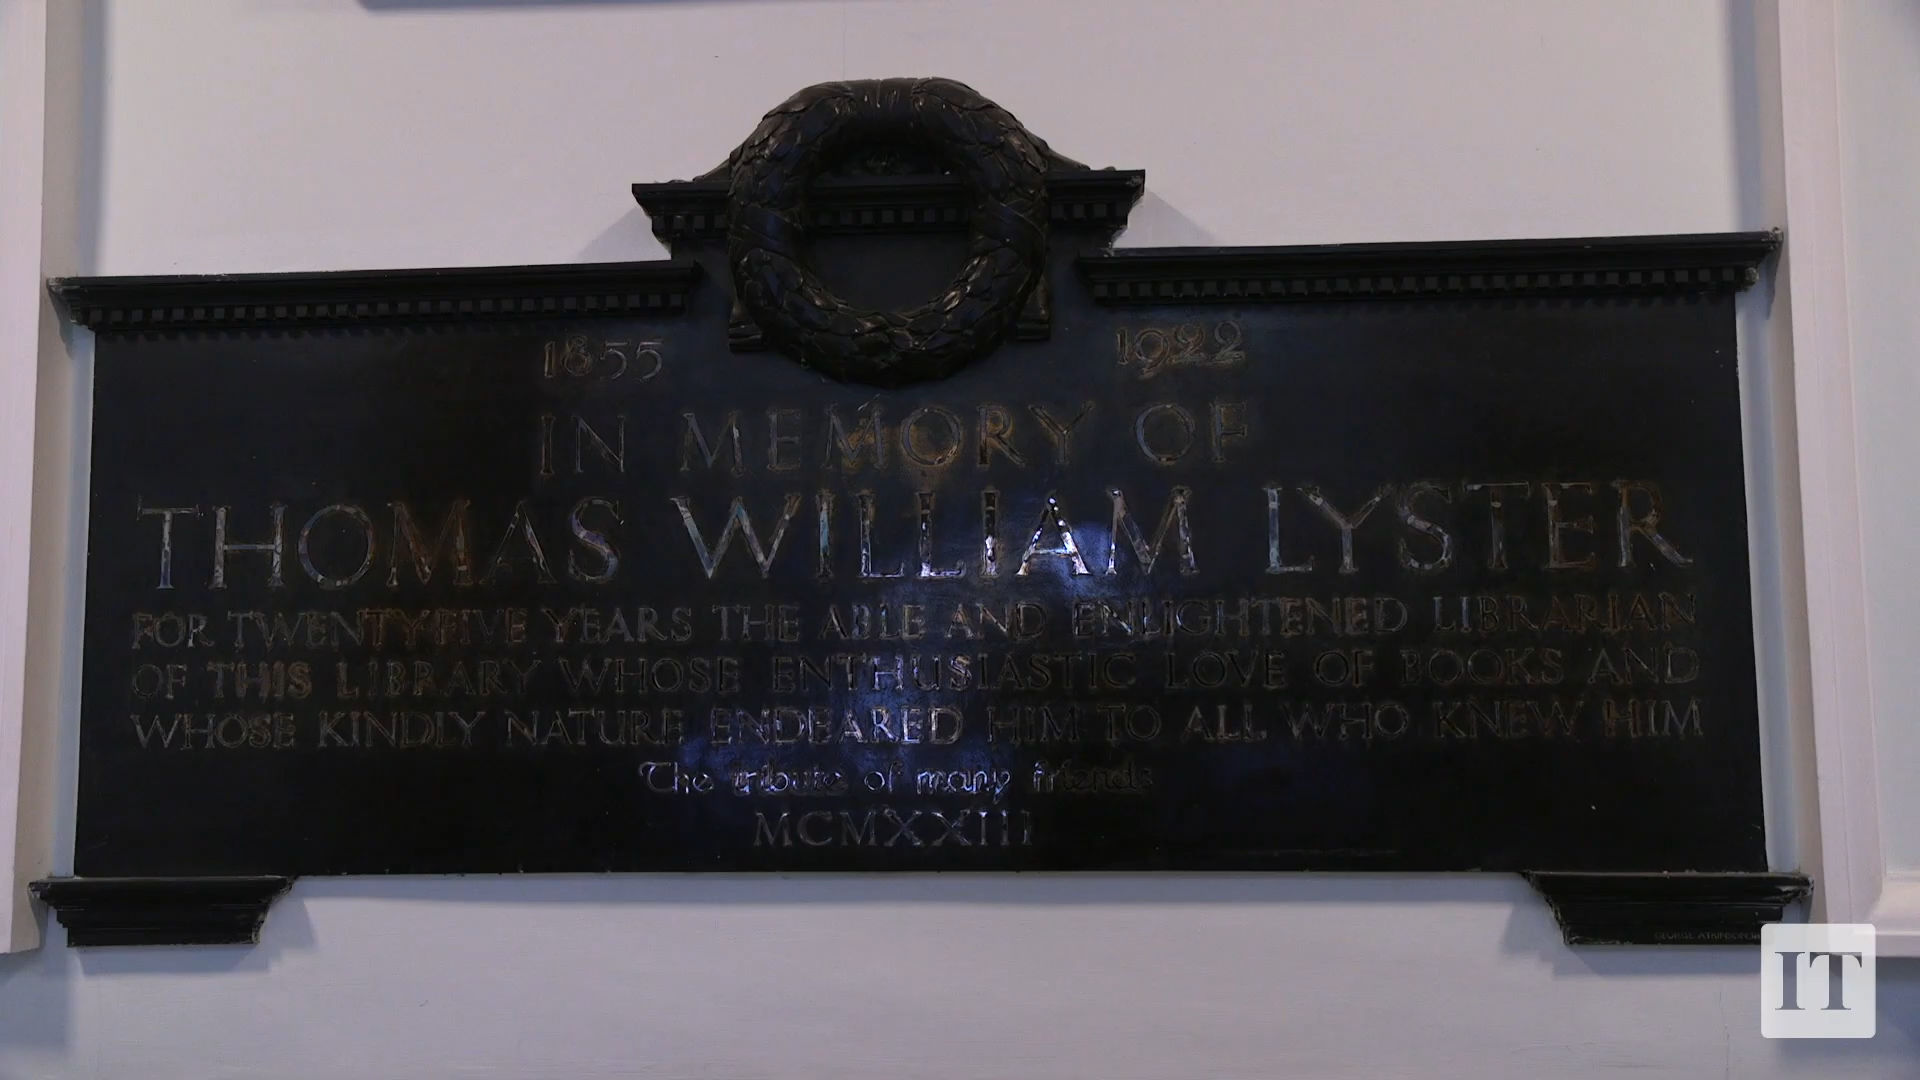 1855 1922
IN MEMORY OF
THOMAS WILLIAM LYSTER
FOR TWENTY-FIVE YEARS THE ABLE AND ENLIGHTENED LIBRARIAN
OF THIS LIBRARY WHOSE ENTHUSIASTIC LOVE OF BOOKS AND
WHOSE KINDLY NATURE ENDEARED HIM TO ALL WHO KNEW HIM
The tribute of many friends
MCMXXIII
GEORGE ATKINSON
IT